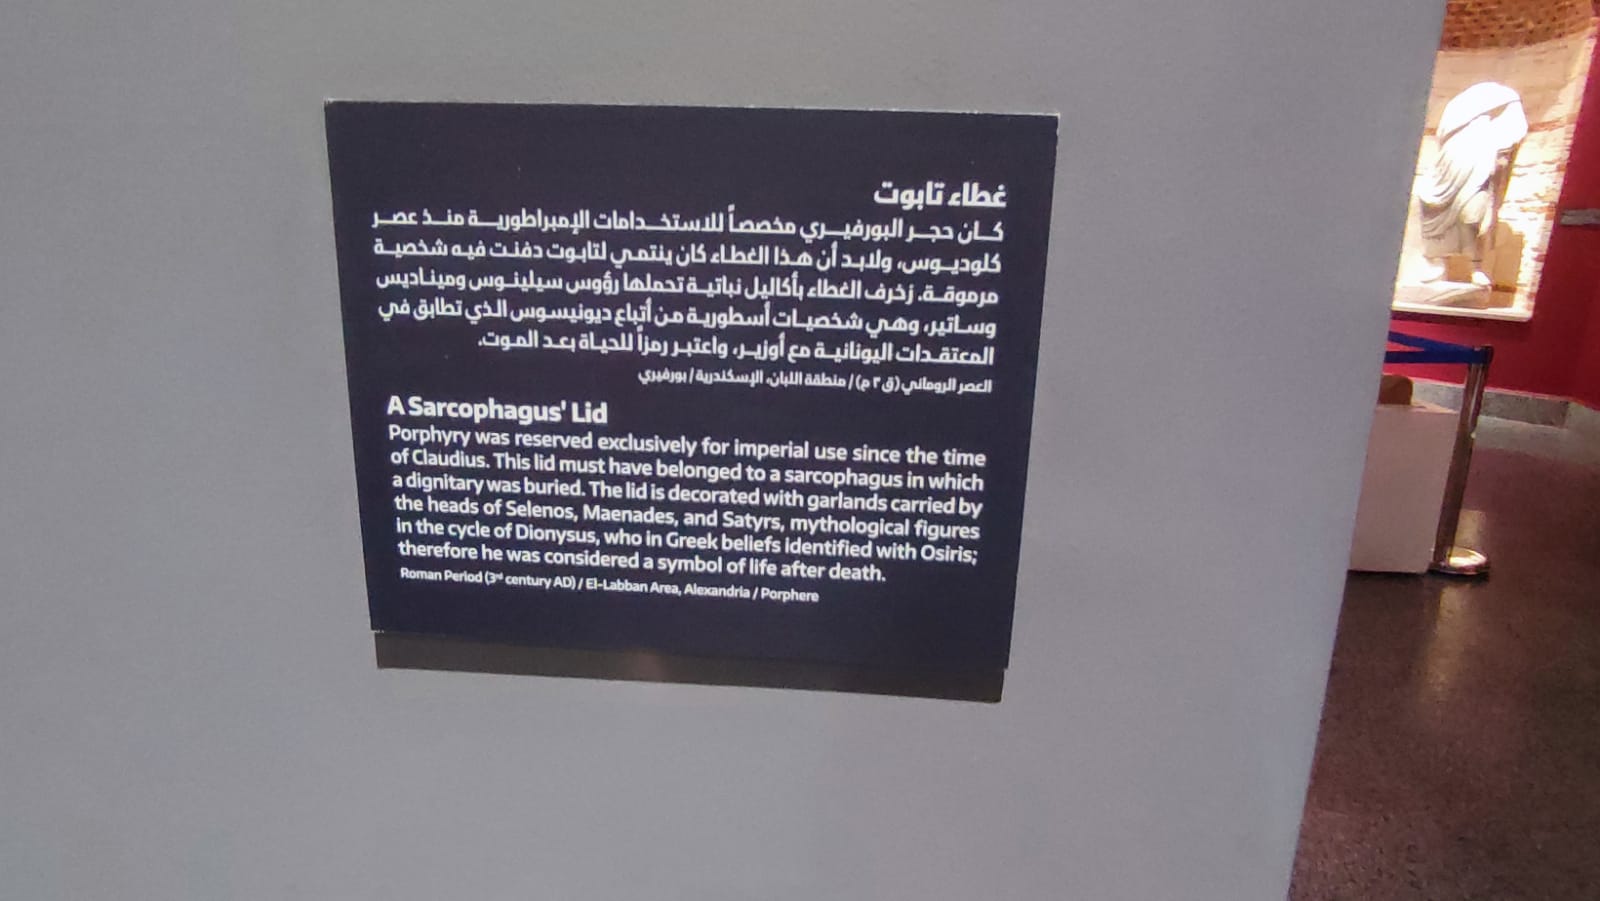 غطاء تابوت
كان حجر البورفيري مخصصاً للاستخدامات الإمبراطورية منذ عصر
كلوديوس، ولابد أن هذا الغطاء كان ينتمي لتابوت دفنت فيه شخصية
مرموقة. زخرف الغطاء بأكاليل نباتية تحملها رؤوس سيلينوس وميناديس
وساتير، وهي شخصيات أسطورية من أتباع ديونيسوس الذي تطابق في
المعتقدات اليونانية مع أوزير، واعتبر رمزاً للحياة بعد الموت.
العصر الروماني (ق ٣ م) / منطقة اللبان، الإسكندرية / بورفيري
A Sarcophagus' Lid
Porphyry was reserved exclusively for imperial use since the time
of Claudius. This lid must have belonged to a sarcophagus in which
a dignitary was buried. The lid is decorated with garlands carried by
the heads of Selenos, Maenades, and Satyrs, mythological figures
in the cycle of Dionysus, who in Greek beliefs identified with Osiris;
therefore he was considered a symbol of life after death.
Roman Period (3rd century AD) / El-Labban Area, Alexandria / Porphere